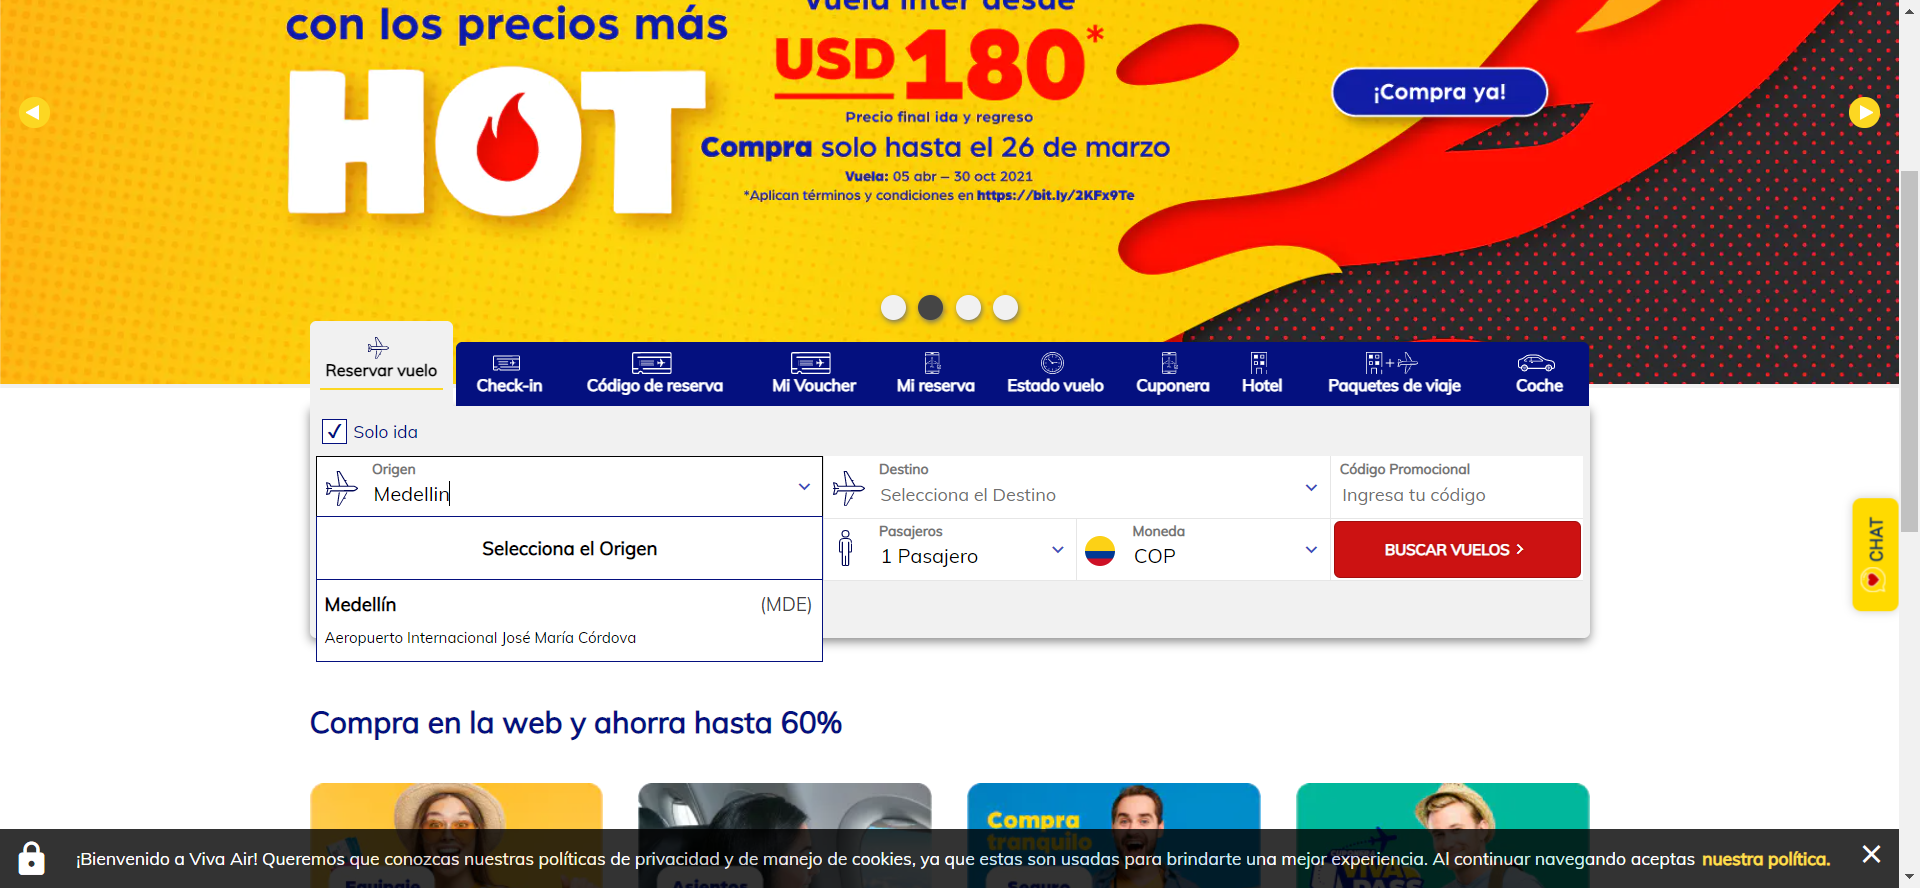 con los precios más
HOT
Vuela inter desde
USD 180*
Precio final ida y regreso
Compra solo hasta el 26 de marzo
Vuela: 05 abr – 30 oct 2021
*Aplican términos y condiciones en https://bit.ly/2KFx9Te
¡Compra ya!
Reservar vuelo
Check-in
Código de reserva
Mi Voucher
Mi reserva
Estado vuelo
Cuponera
Hotel
Paquetes de viaje
Coche
Solo ida
Origen
Medellin
Destino
Selecciona el Destino
Código Promocional
Ingresa tu código
Selecciona el Origen
Pasajeros
1 Pasajero
Moneda
COP
BUSCAR VUELOS
Medellín (MDE)
Aeropuerto Internacional José María Córdova
CHAT
Compra en la web y ahorra hasta 60%
Compra
tranquilo
¡Bienvenido a Viva Air! Queremos que conozcas nuestras políticas de privacidad y de manejo de cookies, ya que estas son usadas para brindarte una mejor experiencia. Al continuar navegando aceptas nuestra política.
Equipaje
Asientos
Seguro
VIVA
PASS